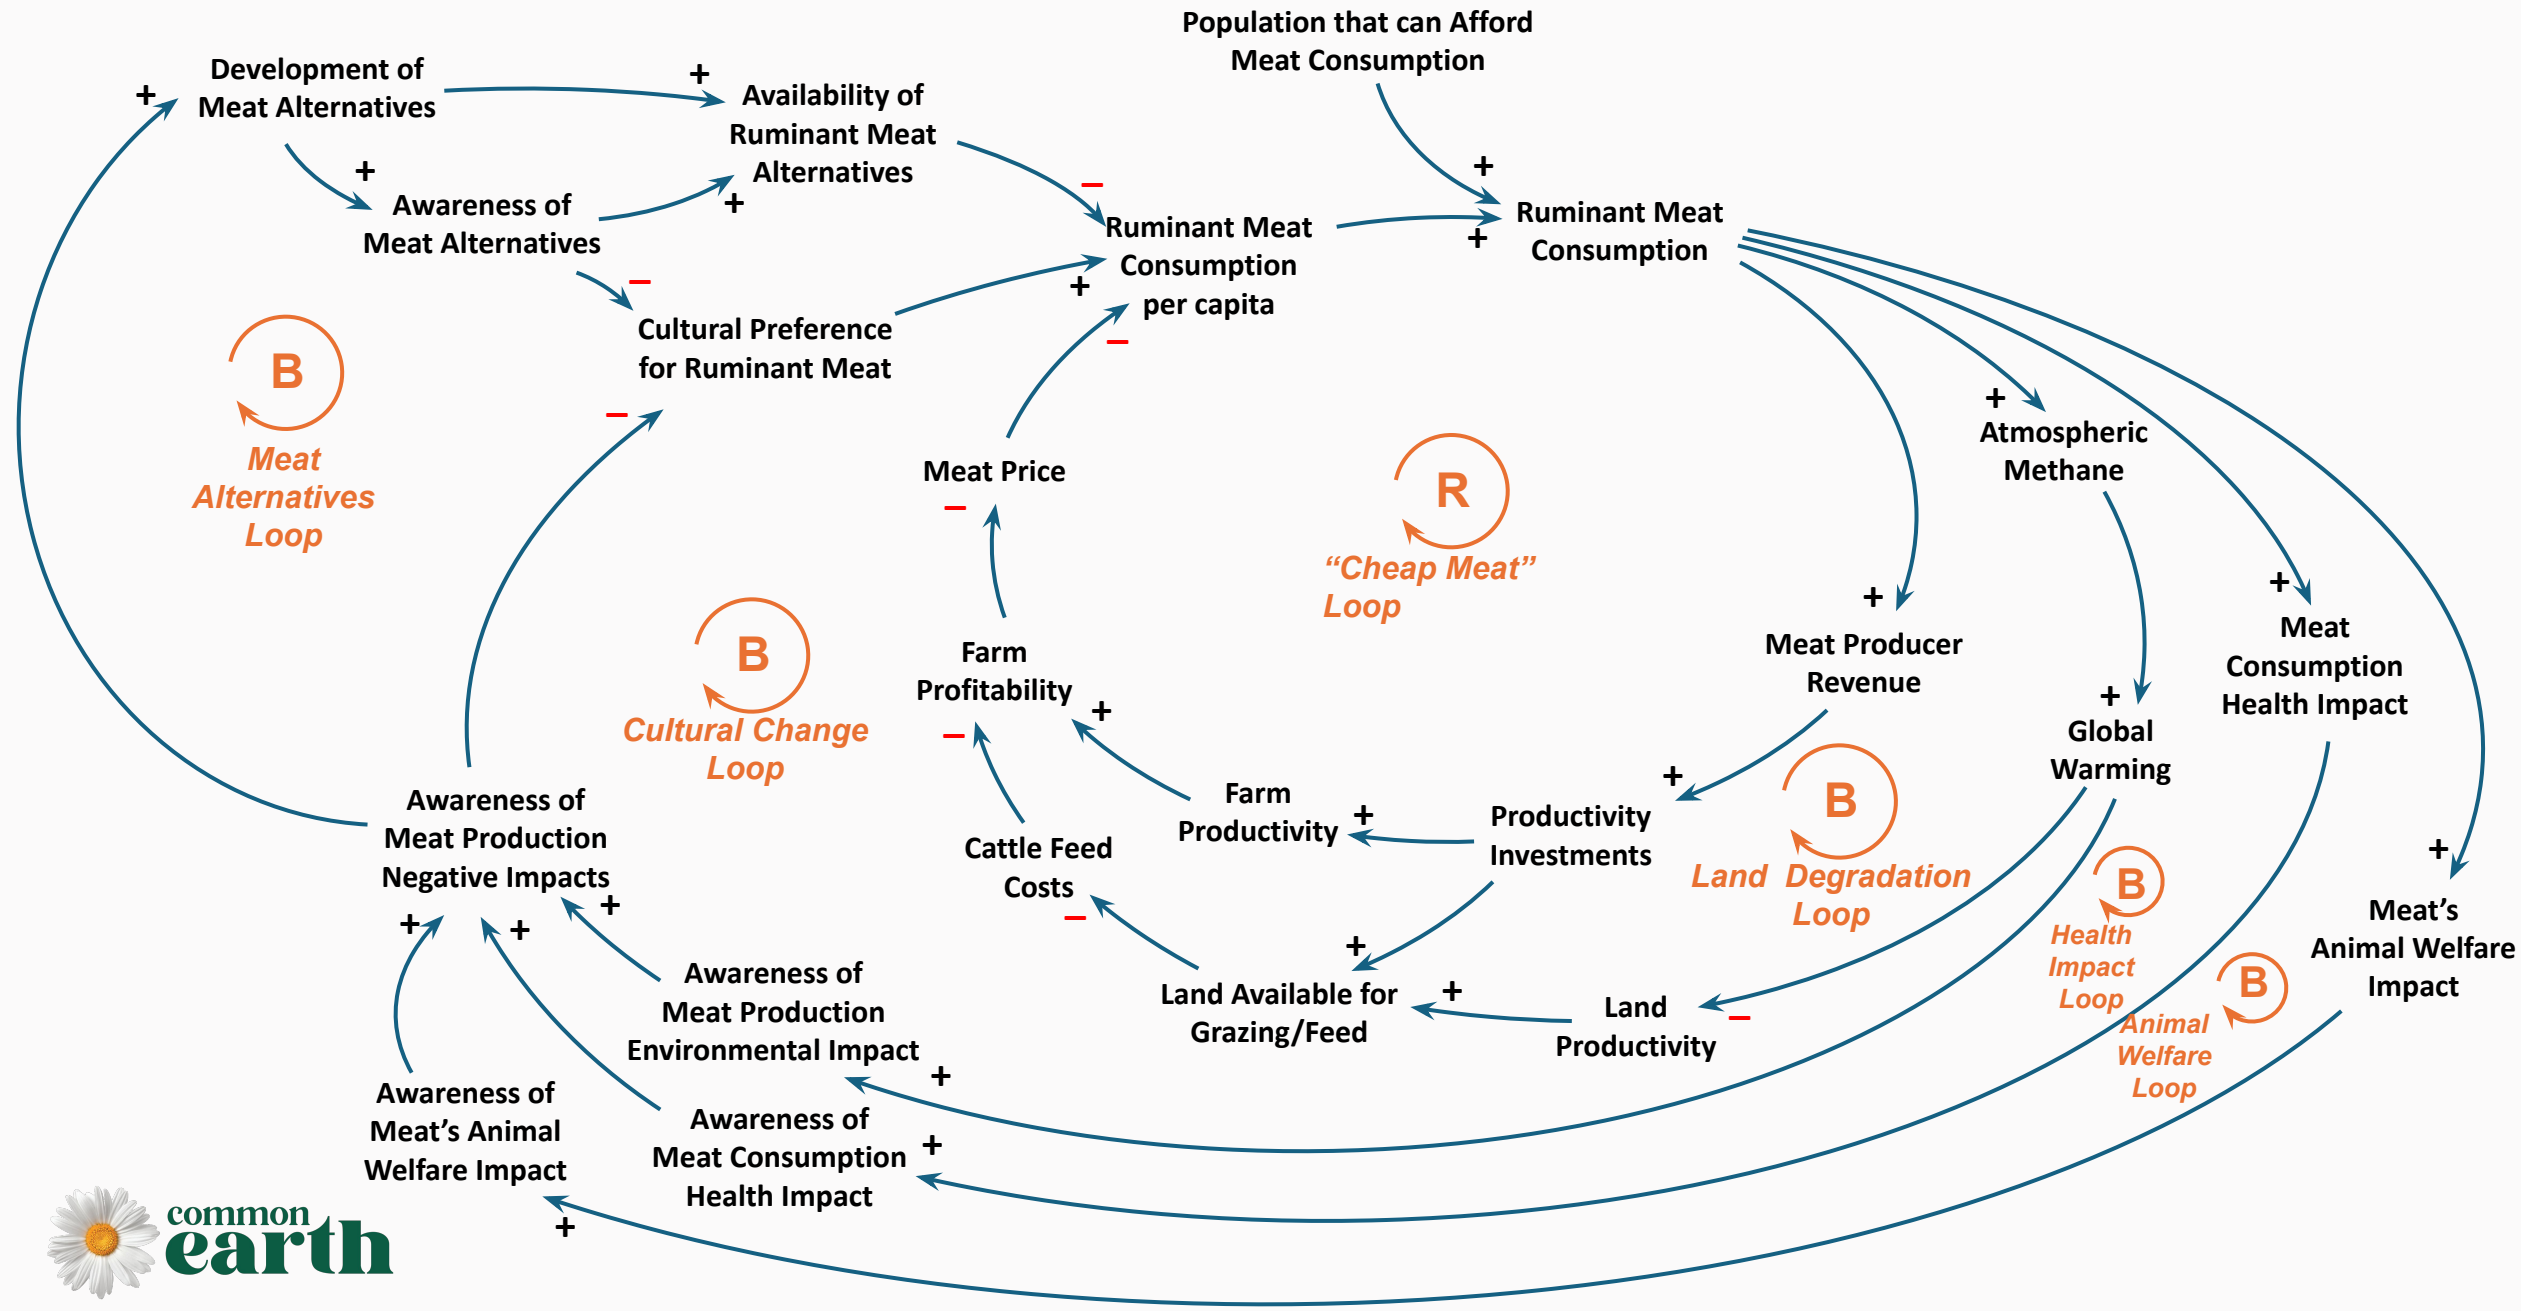 Population that can Afford
Meat Consumption
Development of
Meat Alternatives
+
+
Availability of
Ruminant Meat
Alternatives
+
Awareness of
Meat Alternatives
+
–
+
Ruminant Meat
Consumption
per capita
+
+
Ruminant Meat
Consumption
–
Cultural Preference
for Ruminant Meat
–
–
B
Meat
Alternatives
Loop
Meat Price
–
R
“Cheap Meat”
Loop
+
Atmospheric
Methane
+
Meat Producer
Revenue
+
Meat
Consumption
Health Impact
+
Global
Warming
B
Cultural Change
Loop
Farm
Profitability
–
+
Farm
Productivity
+
Productivity
Investments
+
B
Land Degradation
Loop
Cattle Feed
Costs
–
Awareness of
Meat Production
Negative Impacts
+
+
+
+
Meat’s
Animal Welfare
Impact
B
Health
Impact
Loop
B
Animal
Welfare
Loop
+
Land Available for
Grazing/Feed
+
Land
Productivity
–
Awareness of
Meat Production
Environmental Impact
+
Awareness of
Meat’s Animal
Welfare Impact
+
Awareness of
Meat Consumption
Health Impact
+
common
earth